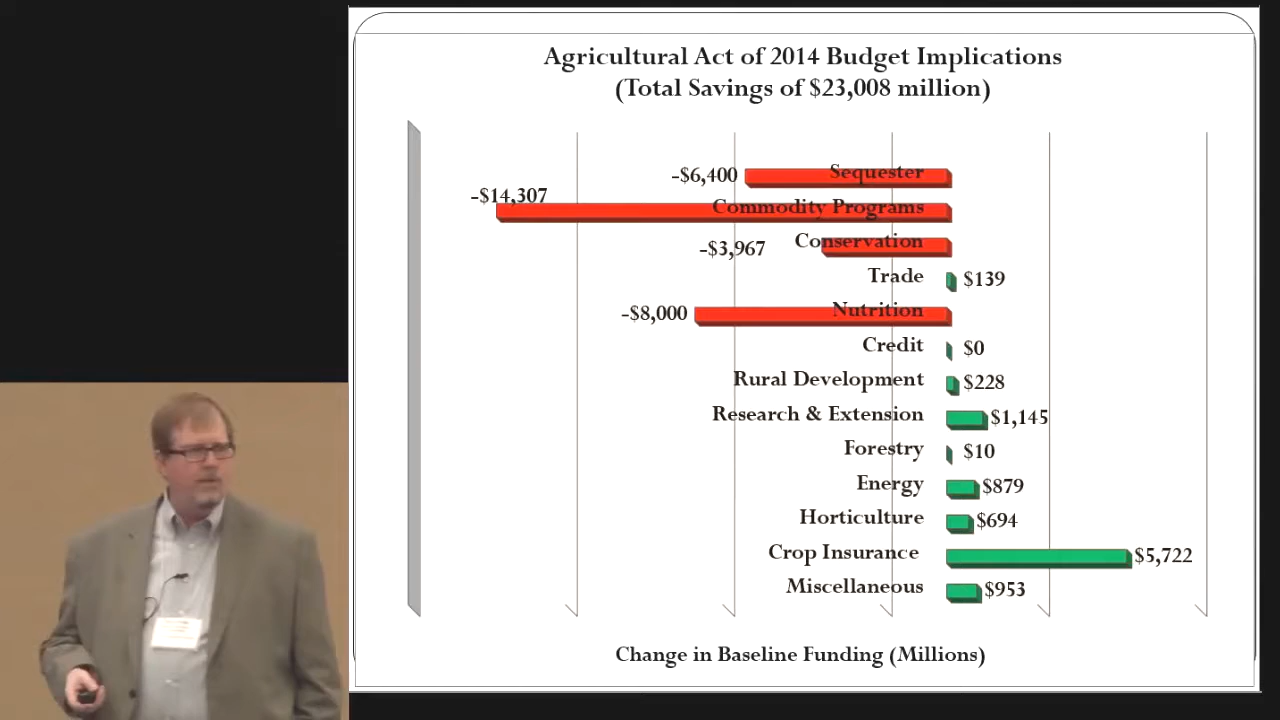 Agricultural Act of 2014 Budget Implications
(Total Savings of $23,008 million)
-$6,400 Sequester
-$14,307 Commodity Programs
-$3,967 Conservation
Trade $139
-$8,000 Nutrition
Credit $0
Rural Development $228
Research & Extension $1,145
Forestry $10
Energy $879
Horticulture $694
Crop Insurance $5,722
Miscellaneous $953
Change in Baseline Funding (Millions)